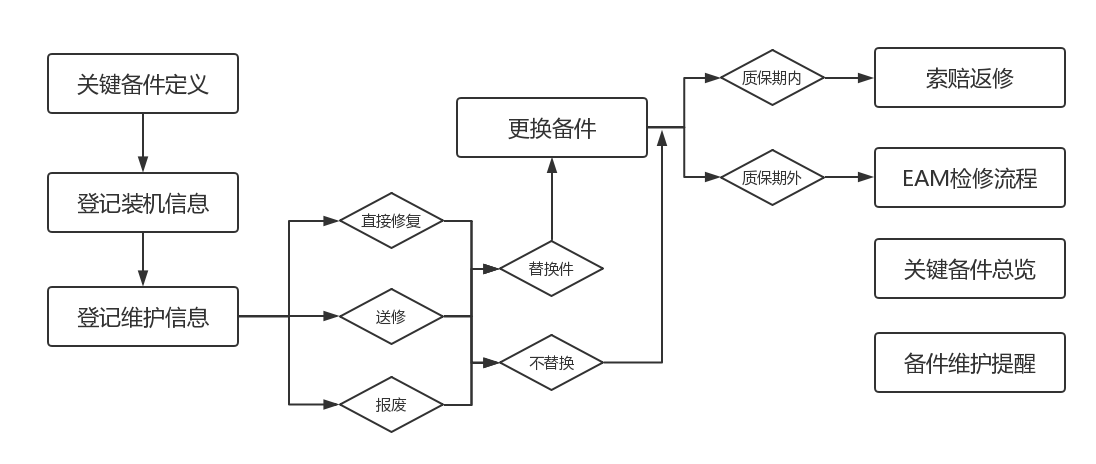 关键备件定义
登记装机信息
登记维护信息
直接修复
送修
报废
替换件
不替换
更换备件
质保期内
质保期外
索赔返修
EAM检修流程
关键备件总览
备件维护提醒